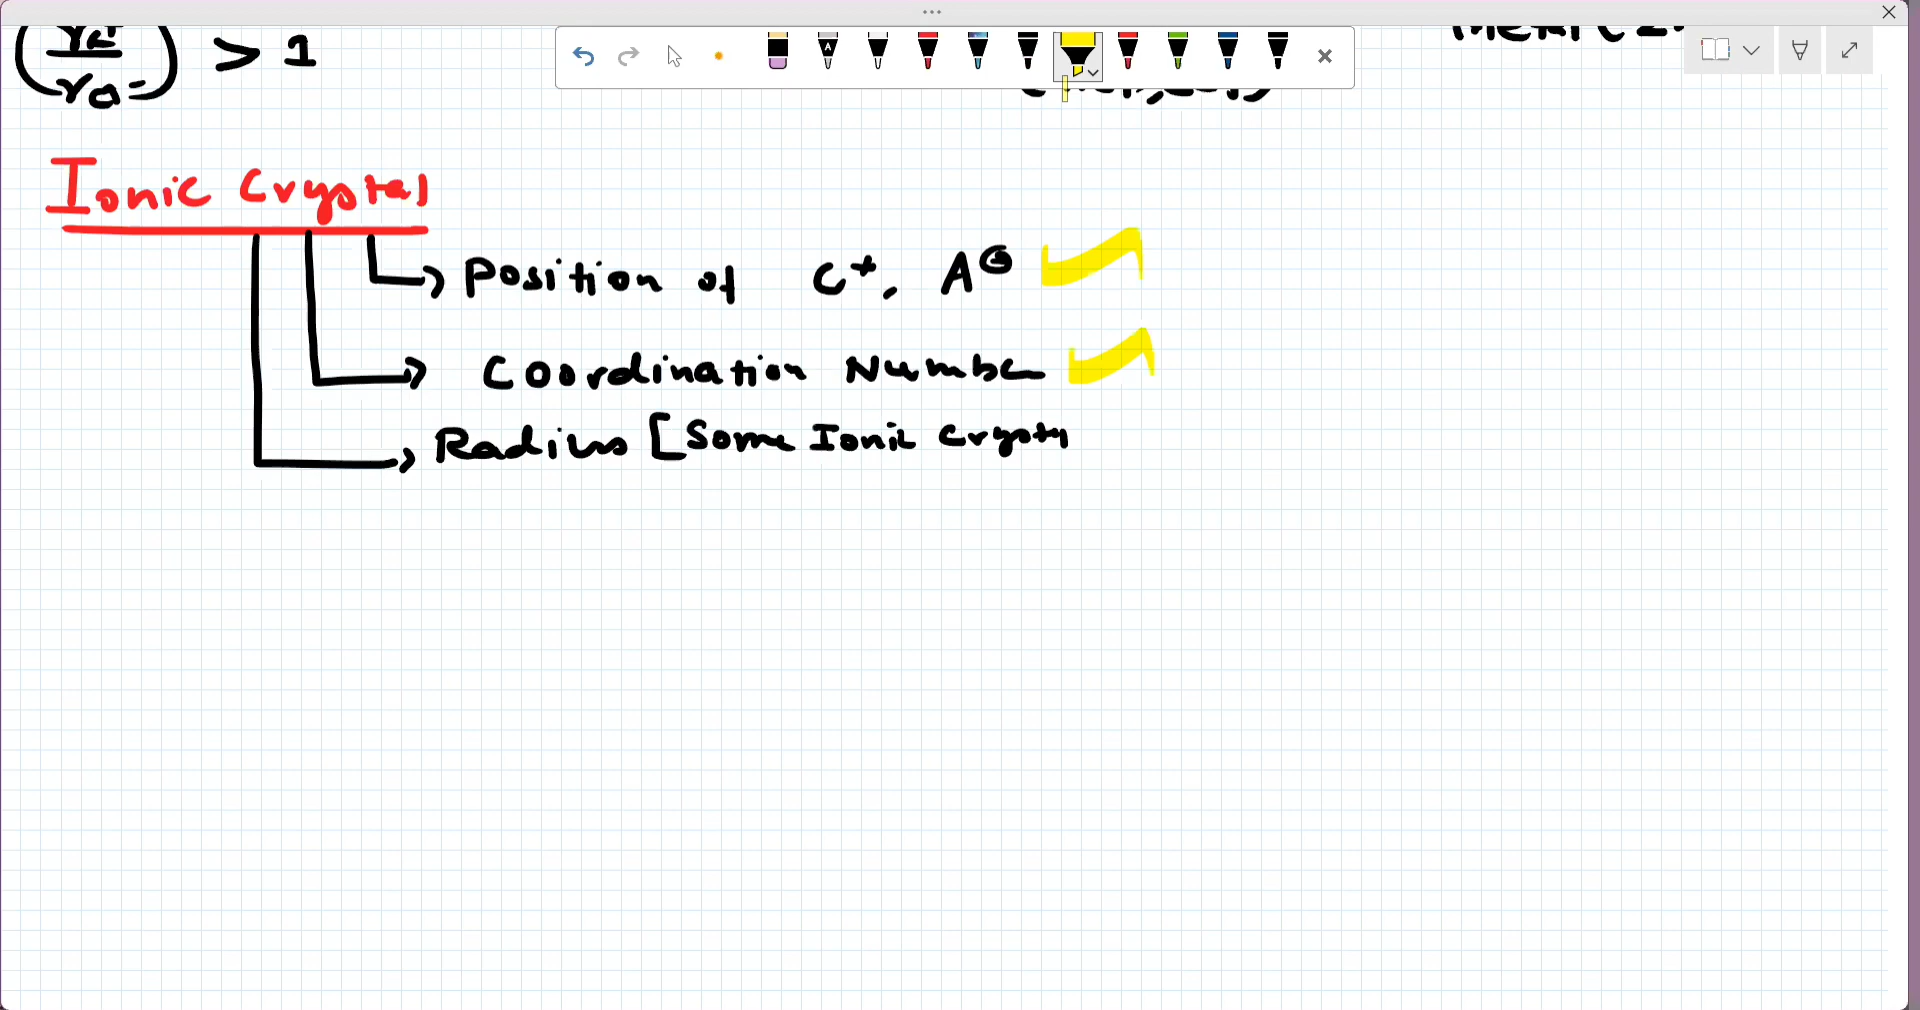 > 1
Ionic Crystal
Position of C⁺, A⊖
Coordination Number
Radius [Some Ionic Crystal